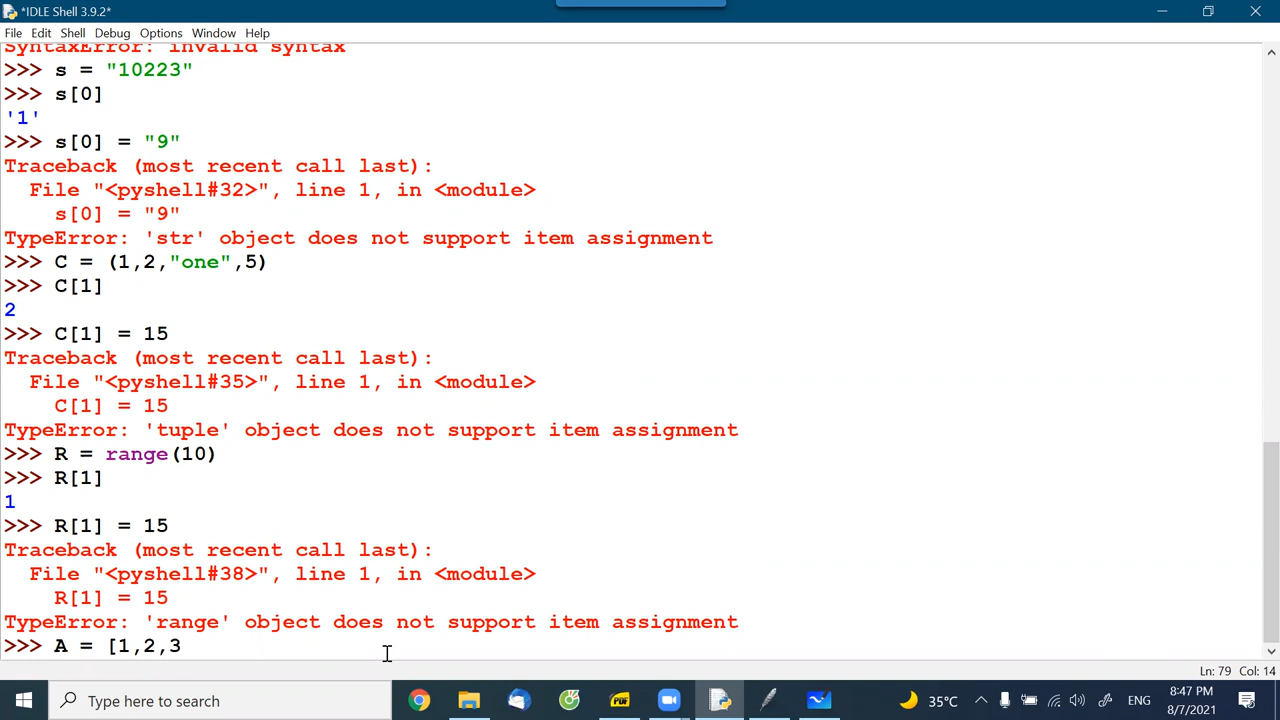 *IDLE Shell 3.9.2*
File Edit Shell Debug Options Window Help
SyntaxError: invalid syntax
>>> s = "10223"
>>> s[0]
'1'
>>> s[0] = "9"
Traceback (most recent call last):
  File "<pyshell#32>", line 1, in <module>
    s[0] = "9"
TypeError: 'str' object does not support item assignment
>>> C = (1,2,"one",5)
>>> C[1]
2
>>> C[1] = 15
Traceback (most recent call last):
  File "<pyshell#35>", line 1, in <module>
    C[1] = 15
TypeError: 'tuple' object does not support item assignment
>>> R = range(10)
>>> R[1]
1
>>> R[1] = 15
Traceback (most recent call last):
  File "<pyshell#38>", line 1, in <module>
    R[1] = 15
TypeError: 'range' object does not support item assignment
>>> A = [1,2,3
Ln: 79 Col: 14
Type here to search
PDF
35°C
ENG
8:47 PM
8/7/2021